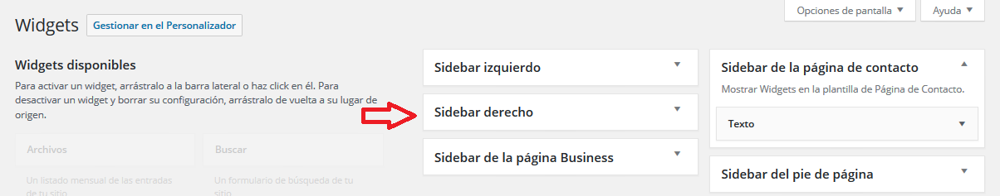 Opciones de pantalla
Ayuda
Widgets
Gestionar en el Personalizador
Widgets disponibles
Para activar un widget, arrástralo a la barra lateral o haz click en él. Para
desactivar un widget y borrar su configuración, arrástralo de vuelta a su lugar de
origen.
Archivos
Buscar
Un listado mensual de las entradas
de tu sitio.
Un formulario de búsqueda de tu
sitio.
Sidebar izquierdo
Sidebar derecho
Sidebar de la página Business
Sidebar de la página de contacto
Mostrar Widgets en la plantilla de Página de Contacto.
Texto
Sidebar del pie de página